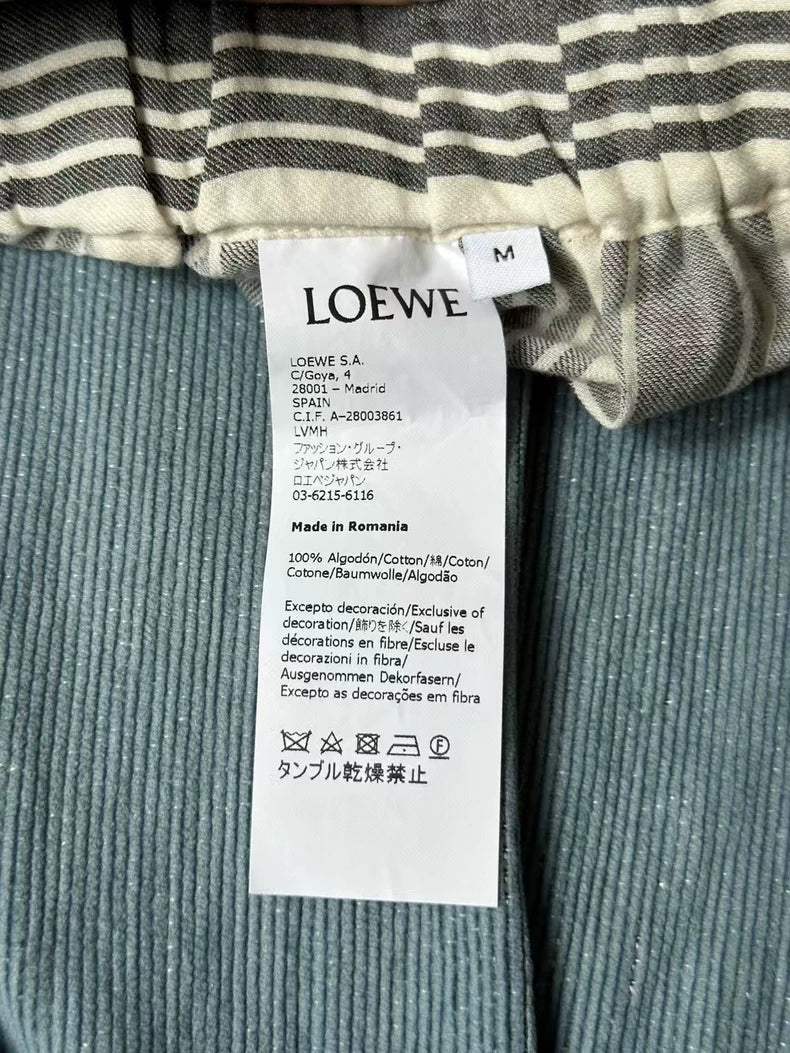 M
LOEWE
LOEWE S.A.
C/Goya, 4
28001 – Madrid
SPAIN
C.I.F. A-28003861
LVMH
ファッション・グループ・
ジャパン株式会社
ロエベジャパン
03-6215-6116
Made in Romania
100% Algodón/Cotton/綿/Coton/
Cotone/Baumwolle/Algodão
Excepto decoración/Exclusive of
decoration/飾りを除く/Sauf les
décorations en fibre/Escluse le
decorazioni in fibra/
Ausgenommen Dekorfasern/
Excepto as decorações em fibra
F
タンブル乾燥禁止